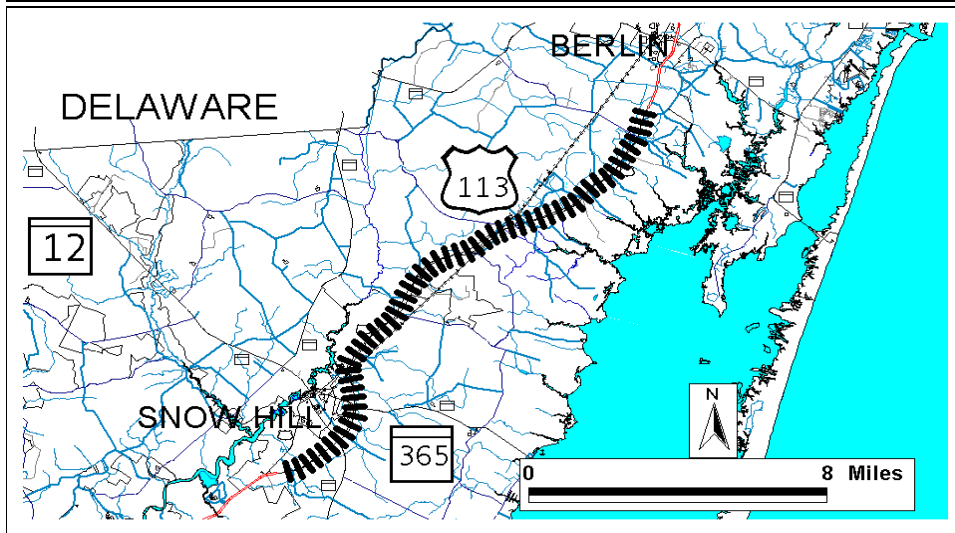 BERLIN
DELAWARE
113
12
SNOW HILL
365
N
0 8 Miles